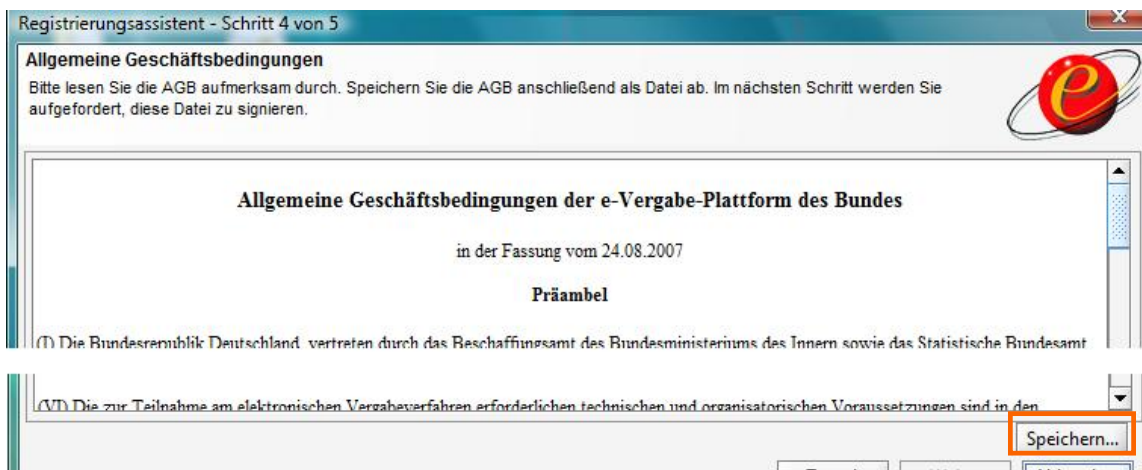 Registrierungsassistent - Schritt 4 von 5
Allgemeine Geschäftsbedingungen
Bitte lesen Sie die AGB aufmerksam durch. Speichern Sie die AGB anschließend als Datei ab. Im nächsten Schritt werden Sie
aufgefordert, diese Datei zu signieren.
e
Allgemeine Geschäftsbedingungen der e-Vergabe-Plattform des Bundes
in der Fassung vom 24.08.2007
Präambel
(I) Die Bundesrepublik Deutschland, vertreten durch das Beschaffungsamt des Bundesministeriums des Innern sowie das Statistische Bundesamt
(VI) Die zur Teilnahme am elektronischen Vergabeverfahren erforderlichen technischen und organisatorischen Voraussetzungen sind in den
Speichern...